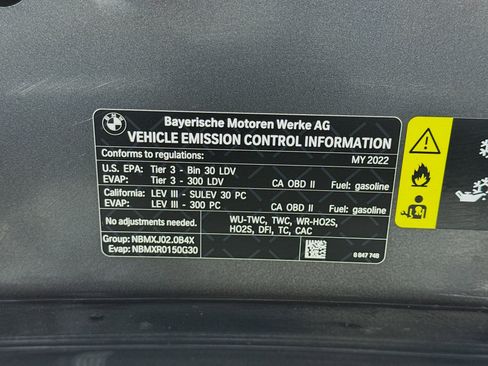 BMW
Bayerische Motoren Werke AG
VEHICLE EMISSION CONTROL INFORMATION
Conforms to regulations: MY 2022
U.S. EPA: Tier 3 - Bin 30 LDV
EVAP: Tier 3 - 300 LDV CA OBD II Fuel: gasoline
California: LEV III - SULEV 30 PC
EVAP: LEV III - 300 PC CA OBD II Fuel: gasoline
No adjustments needed. WU-TWC, TWC, WR-HO2S,
HO2S, DFI, TC, CAC
Group: NBMXJ02.0B4X
Evap: NBMXR0150G30
8 847 748